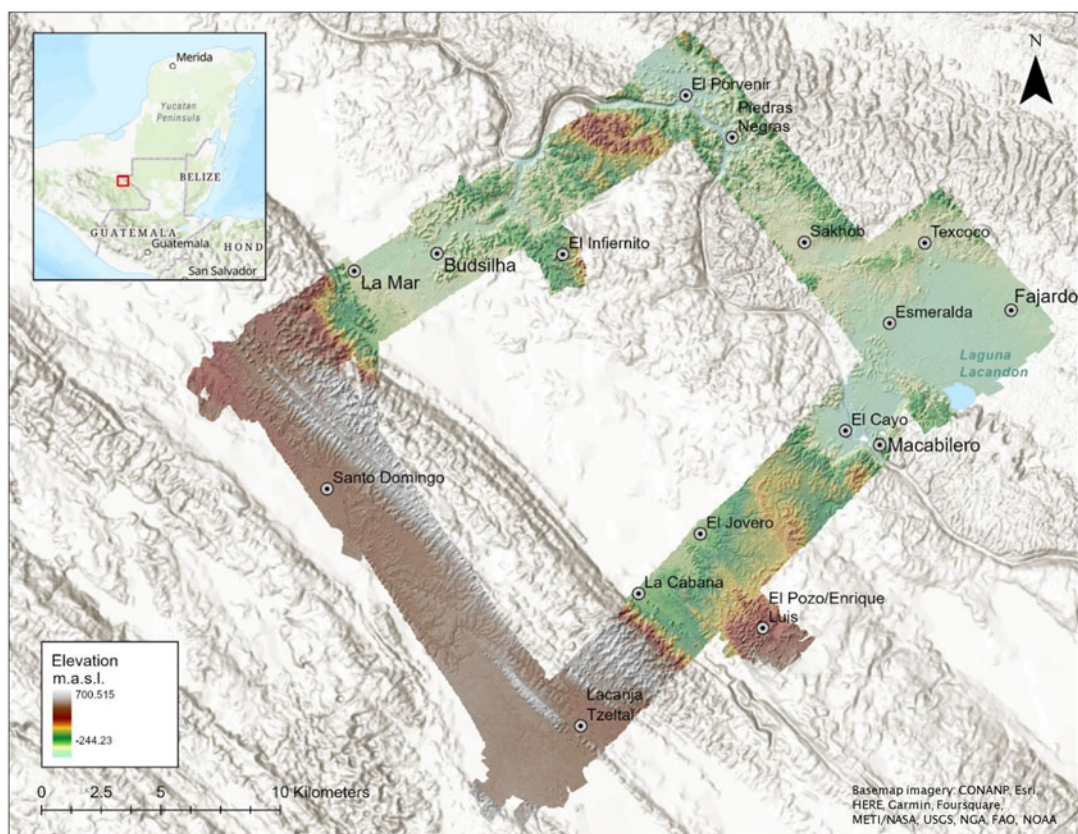 Merida
Yucatan
Peninsula
BELIZE
GUATEMALA
Guatemala
HOND
San Salvador
N
El Porvenir
Piedras
Negras
Sakhob
Texcoco
El Infiernito
Budsilha
La Mar
Fajardo
Esmeralda
Laguna
Lacandon
El Cayo
Macabilero
Santo Domingo
El Jovero
La Cabana
El Pozo/Enrique
Luis
Lacanja
Tzeltal
Elevation
m.a.s.l.
700.515
-244.23
0 2.5 5 10 Kilometers
Basemap imagery: CONANP, Esri,
HERE, Garmin, Foursquare,
METI/NASA, USGS, NGA, FAO, NOAA